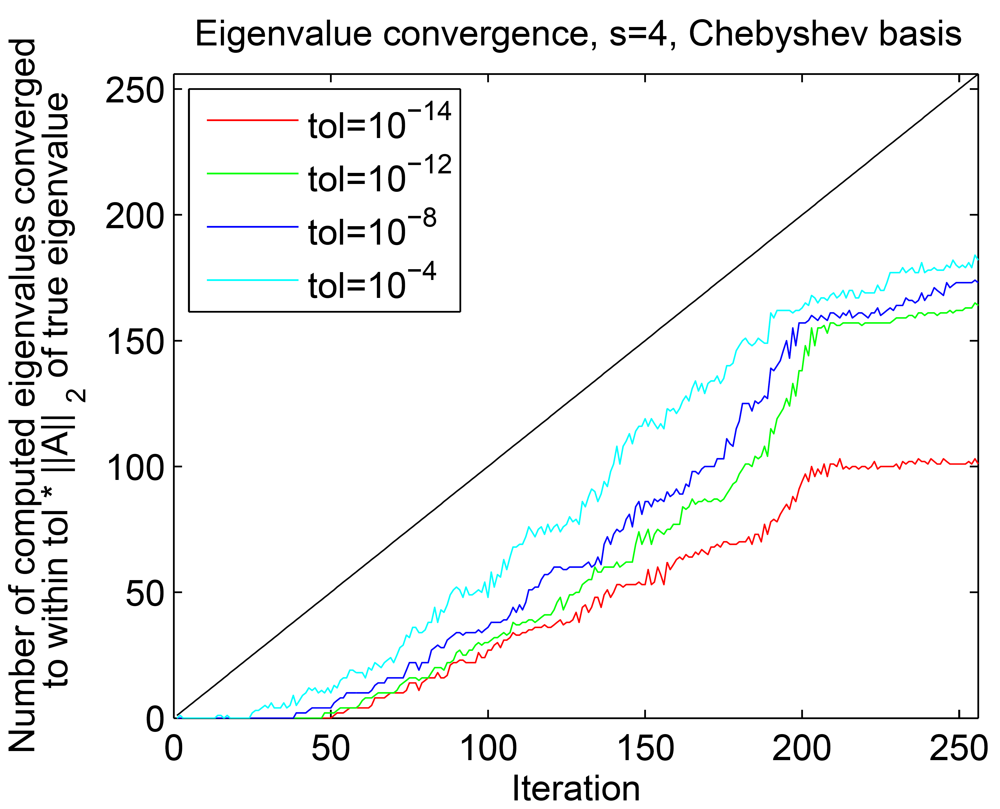 Eigenvalue convergence, s=4, Chebyshev basis
Number of computed eigenvalues converged
to within tol * ||A||₂ of true eigenvalue
250
200
150
100
50
0
tol=10⁻¹⁴
tol=10⁻¹²
tol=10⁻⁸
tol=10⁻⁴
0 50 100 150 200 250
Iteration